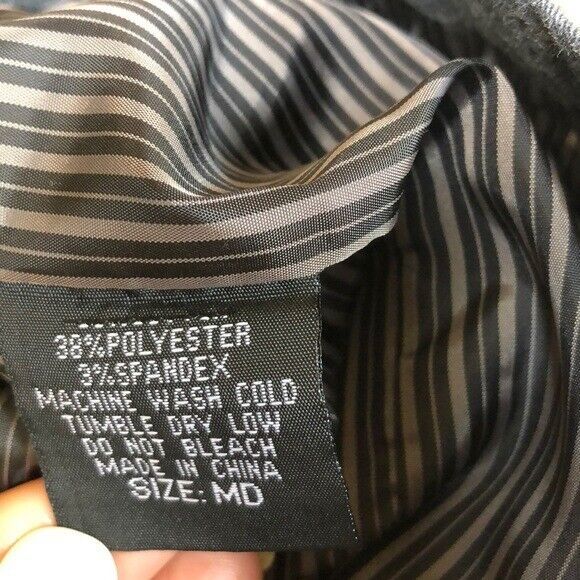 38%POLYESTER
3%SPANDEX
MACHINE WASH COLD
TUMBLE DRY LOW
DO NOT BLEACH
MADE IN CHINA
SIZE: MD